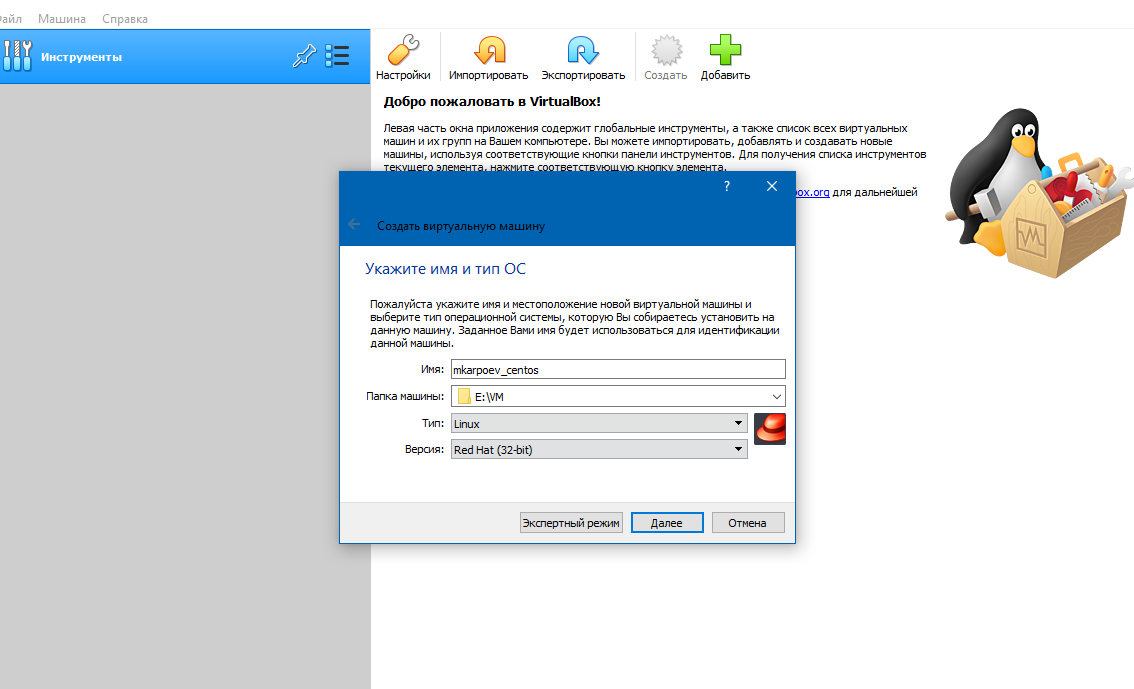 айл Машина Справка
Инструменты
Настройки Импортировать Экспортировать Создать Добавить
Добро пожаловать в VirtualBox!
Левая часть окна приложения содержит глобальные инструменты, а также список всех виртуальных
машин и их групп на Вашем компьютере. Вы можете импортировать, добавлять и создавать новые
машины, используя соответствующие кнопки панели инструментов. Для получения списка инструментов
текущего элемента, нажмите соответствующую кнопку элемента.
box.org для дальнейшей
?
Создать виртуальную машину
Укажите имя и тип ОС
Пожалуйста укажите имя и местоположение новой виртуальной машины и
выберите тип операционной системы, которую Вы собираетесь установить на
данную машину. Заданное Вами имя будет использоваться для идентификации
данной машины.
Имя: mkarpoev_centos
Папка машины: E:\VM
Тип: Linux
Версия: Red Hat (32-bit)
Экспертный режим Далее Отмена